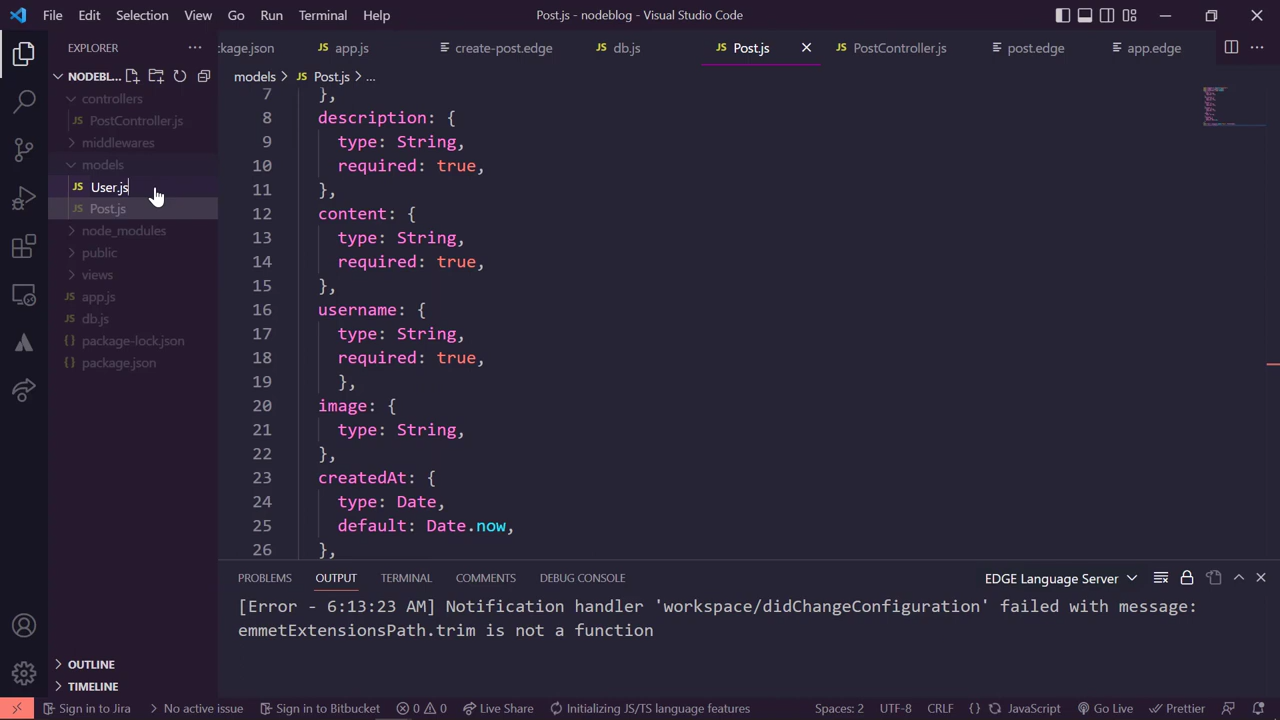 File Edit Selection View Go Run Terminal Help
Post.js - nodeblog - Visual Studio Code
EXPLORER
NODEBL...
controllers
PostController.js
middlewares
models
User.js
Post.js
node_modules
public
views
app.js
db.js
package-lock.json
package.json
OUTLINE
TIMELINE
ckage.json app.js create-post.edge db.js Post.js PostController.js post.edge app.edge
models > Post.js > ...
7 },
8 description: {
9 type: String,
10 required: true,
11 },
12 content: {
13 type: String,
14 required: true,
15 },
16 username: {
17 type: String,
18 required: true,
19 },
20 image: {
21 type: String,
22 },
23 createdAt: {
24 type: Date,
25 default: Date.now,
26 },
PROBLEMS OUTPUT TERMINAL COMMENTS DEBUG CONSOLE EDGE Language Server
[Error - 6:13:23 AM] Notification handler 'workspace/didChangeConfiguration' failed with message:
emmetExtensionsPath.trim is not a function
Sign in to Jira No active issue Sign in to Bitbucket 0 0 Live Share Initializing JS/TS language features Spaces: 2 UTF-8 CRLF {} JavaScript Go Live Prettier